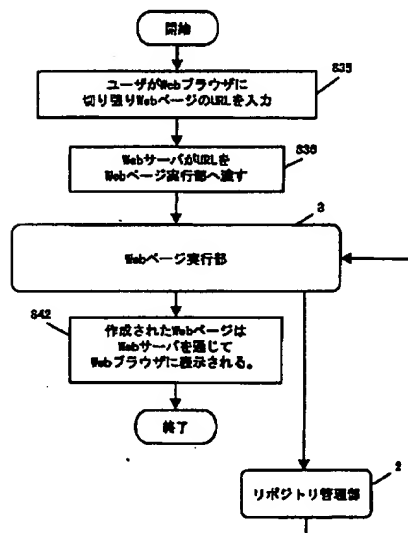 開始
S35
ユーザがWebブラウザに
切り張りWebページのURLを入力
S36
WebサーバがURLを
Webページ実行部へ渡す
3
Webページ実行部
S42
作成されたWebページは
Webサーバを通じて
Webブラウザに表示される。
終了
2
リポジトリ管理部